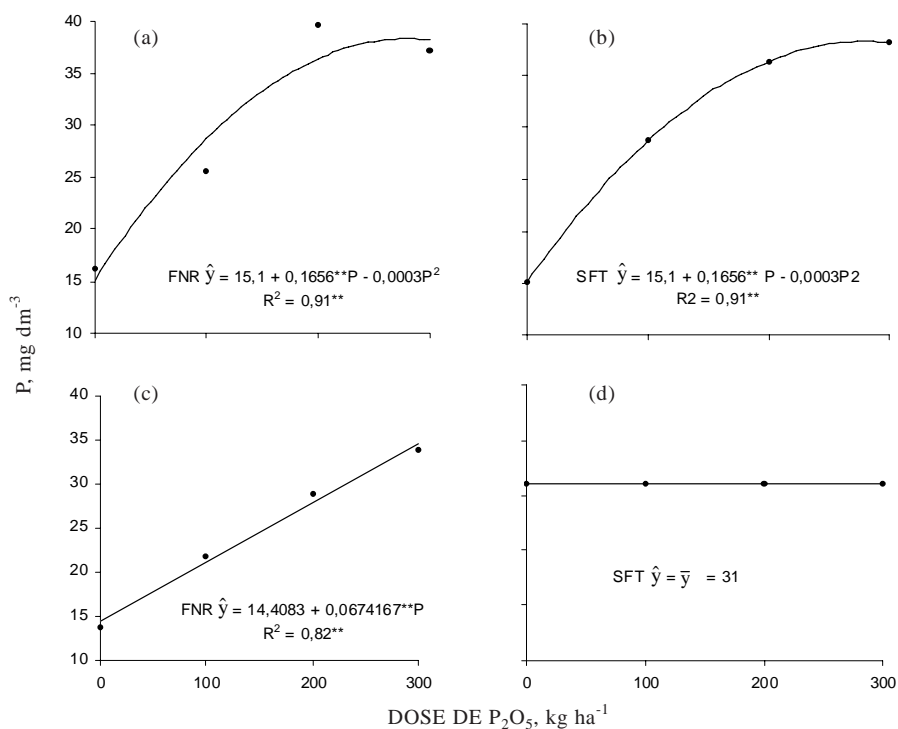 P, mg dm⁻³
40
35
30
25
20
15
10
(a)
FNR ŷ = 15,1 + 0,1656**P - 0,0003P²
R² = 0,91**
(b)
SFT ŷ = 15,1 + 0,1656** P - 0,0003P2
R2 = 0,91**
40
35
30
25
20
15
10
(c)
FNR ŷ = 14,4083 + 0,0674167**P
R² = 0,82**
0 100 200 300
(d)
SFT ŷ = y̅ = 31
0 100 200 300
DOSE DE P₂O₅, kg ha⁻¹